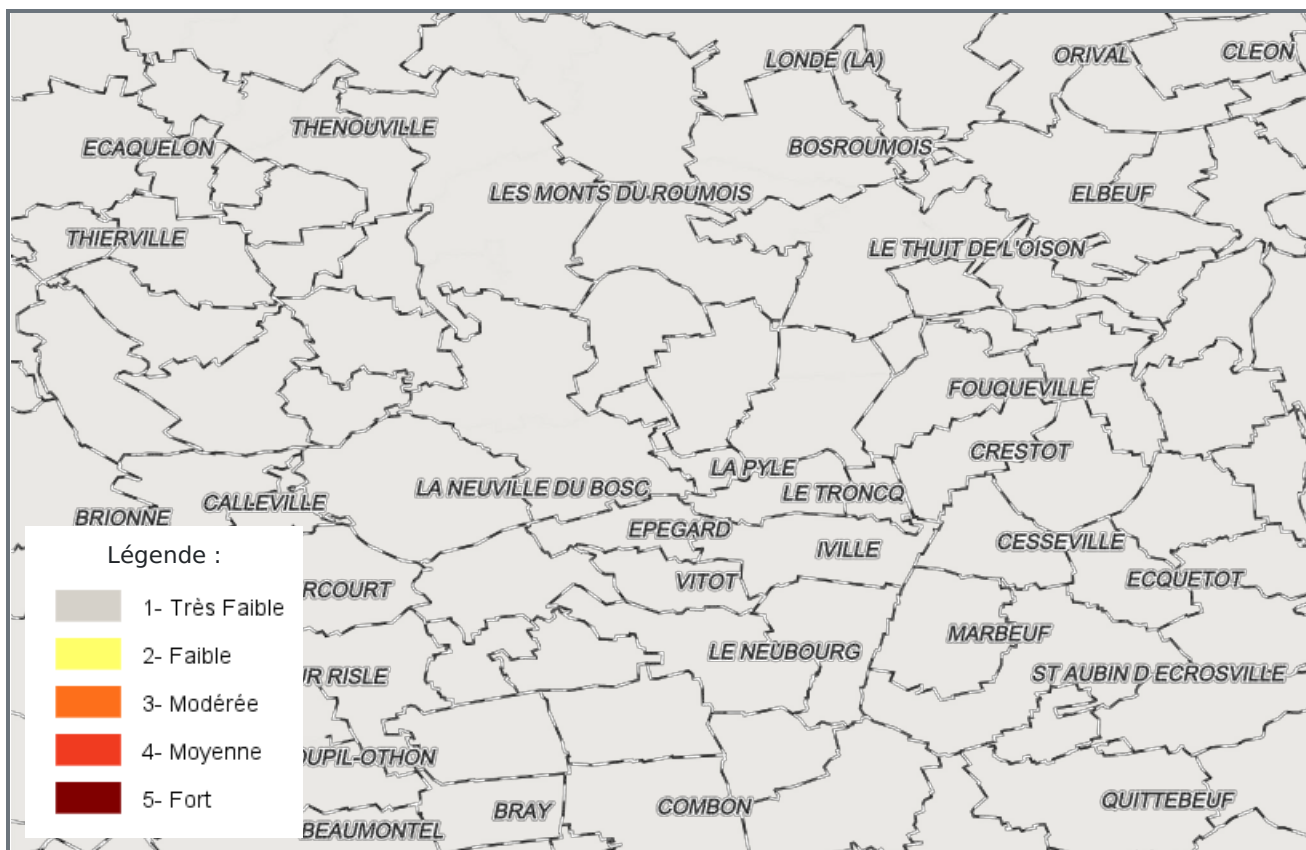 LONDE (LA)
ORIVAL
CLEON
THENOUVILLE
ECAQUELON
BOSROUMOIS
LES MONTS DU ROUMOIS
ELBEUF
THIERVILLE
LE THUIT DE L'OISON
FOUQUEVILLE
CRESTOT
LA PYLE
LA NEUVILLE DU BOSC
LE TRONCQ
CALLEVILLE
BRIONNE
EPEGARD
IVILLE
CESSEVILLE
VITOT
ECQUETOT
RCOURT
MARBEUF
LE NEUBOURG
ST AUBIN D ECROSVILLE
UR RISLE
OUPIL-OTHON
BRAY
COMBON
QUITTEBEUF
BEAUMONTEL
Légende :
1- Très Faible
2- Faible
3- Modérée
4- Moyenne
5- Fort